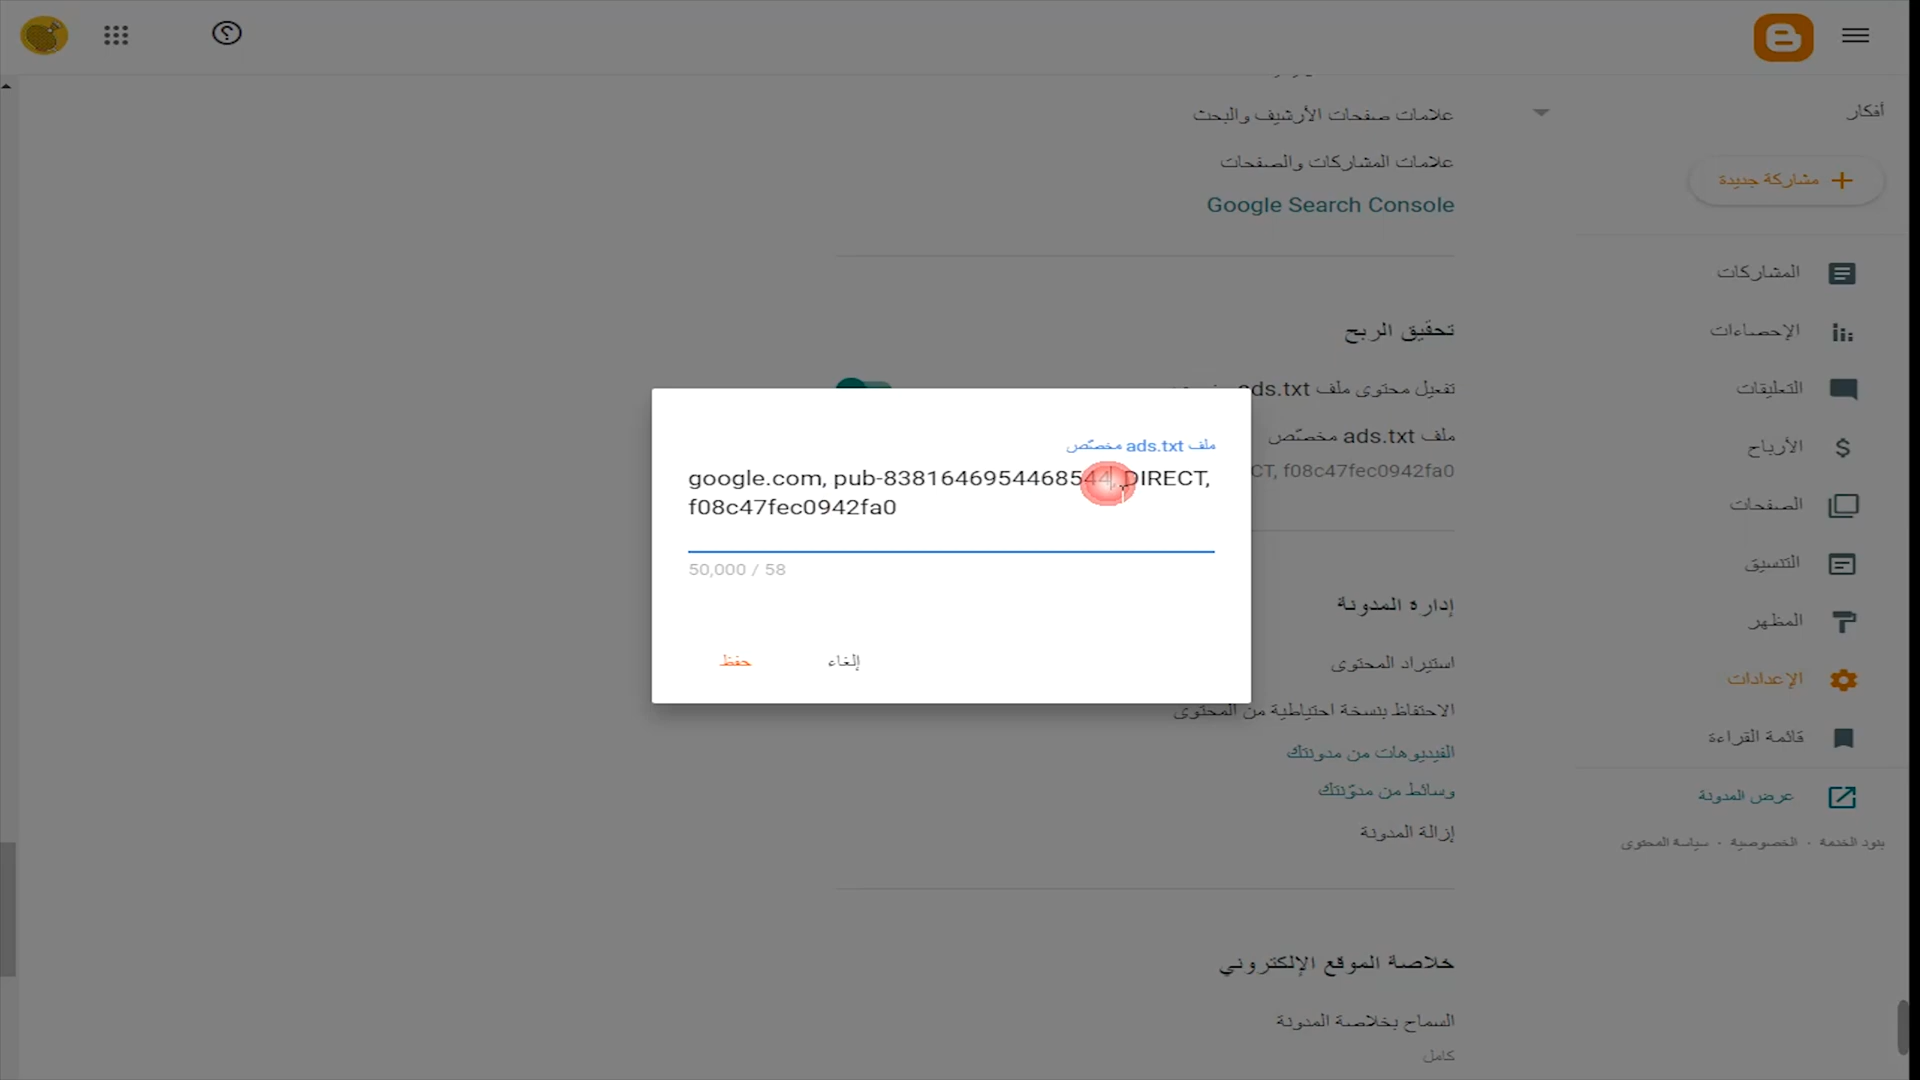 أفكار
مشاركة جديدة
المشاركات
الإحصاءات
التعليقات
الأرباح
الصفحات
التنسيق
المظهر
الإعدادات
قائمة القراءة
عرض المدونة
بنود الخدمة · الخصوصية · سياسة المحتوى
علامات صفحات الأرشيف والبحث
علامات المشاركات والصفحات
Google Search Console
تحقيق الربح
تفعيل محتوى ملف ads.txt
ملف ads.txt مخصّص
CT, f08c47fec0942fa0
ملف ads.txt مخصّص
google.com, pub-8381646954468544, DIRECT,
f08c47fec0942fa0
50,000 / 58
إلغاء
حفظ
إدارة المدونة
استيراد المحتوى
الاحتفاظ بنسخة احتياطية من المحتوى
الفيديوهات من مدونتك
وسائط من مدوّنتك
إزالة المدونة
خلاصة الموقع الإلكتروني
السماح بخلاصة المدونة
كامل